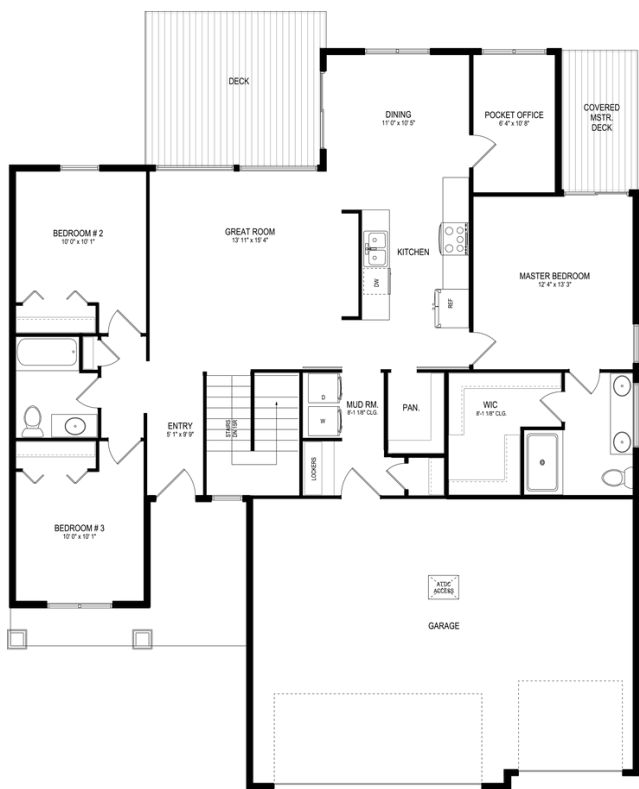 DECK
DINING
11' 0" x 10' 5"
POCKET OFFICE
6' 4" x 10' 8"
COVERED
MSTR.
DECK
BEDROOM # 2
10' 0" x 10' 1"
GREAT ROOM
13' 11" x 15' 4"
KITCHEN
DW
REF
MASTER BEDROOM
12' 4" x 13' 3"
ENTRY
5' 1" x 9' 9"
STAIRS
D
W
MUD RM.
8'-1 1/8" CLG.
PAN.
WIC
8'-1 1/8" CLG.
LOCKERS
BEDROOM # 3
10' 0" x 10' 1"
ATTIC
ACCESS
GARAGE